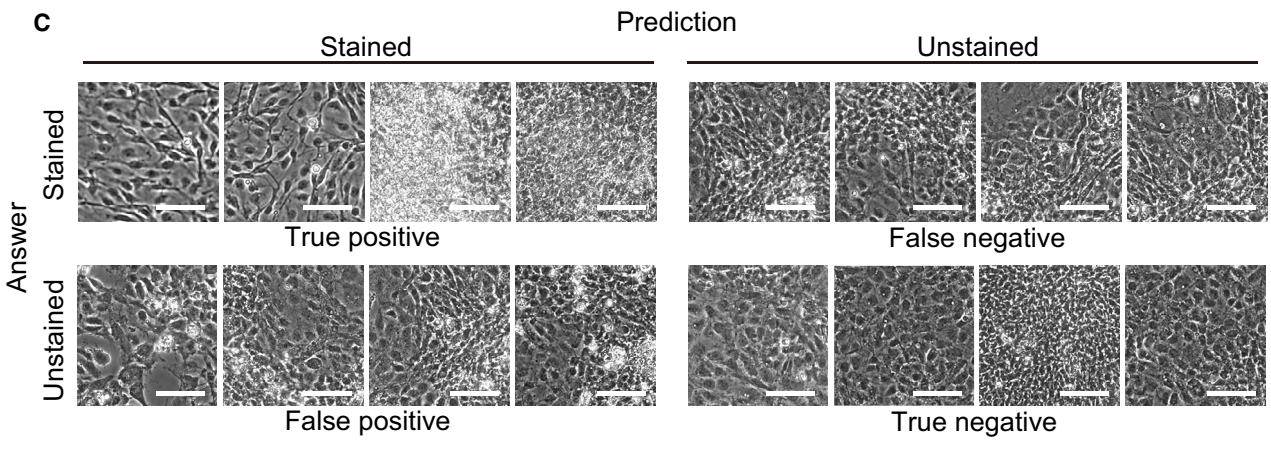 C
Prediction
Stained
Unstained
Answer
Stained
True positive
False negative
Unstained
False positive
True negative